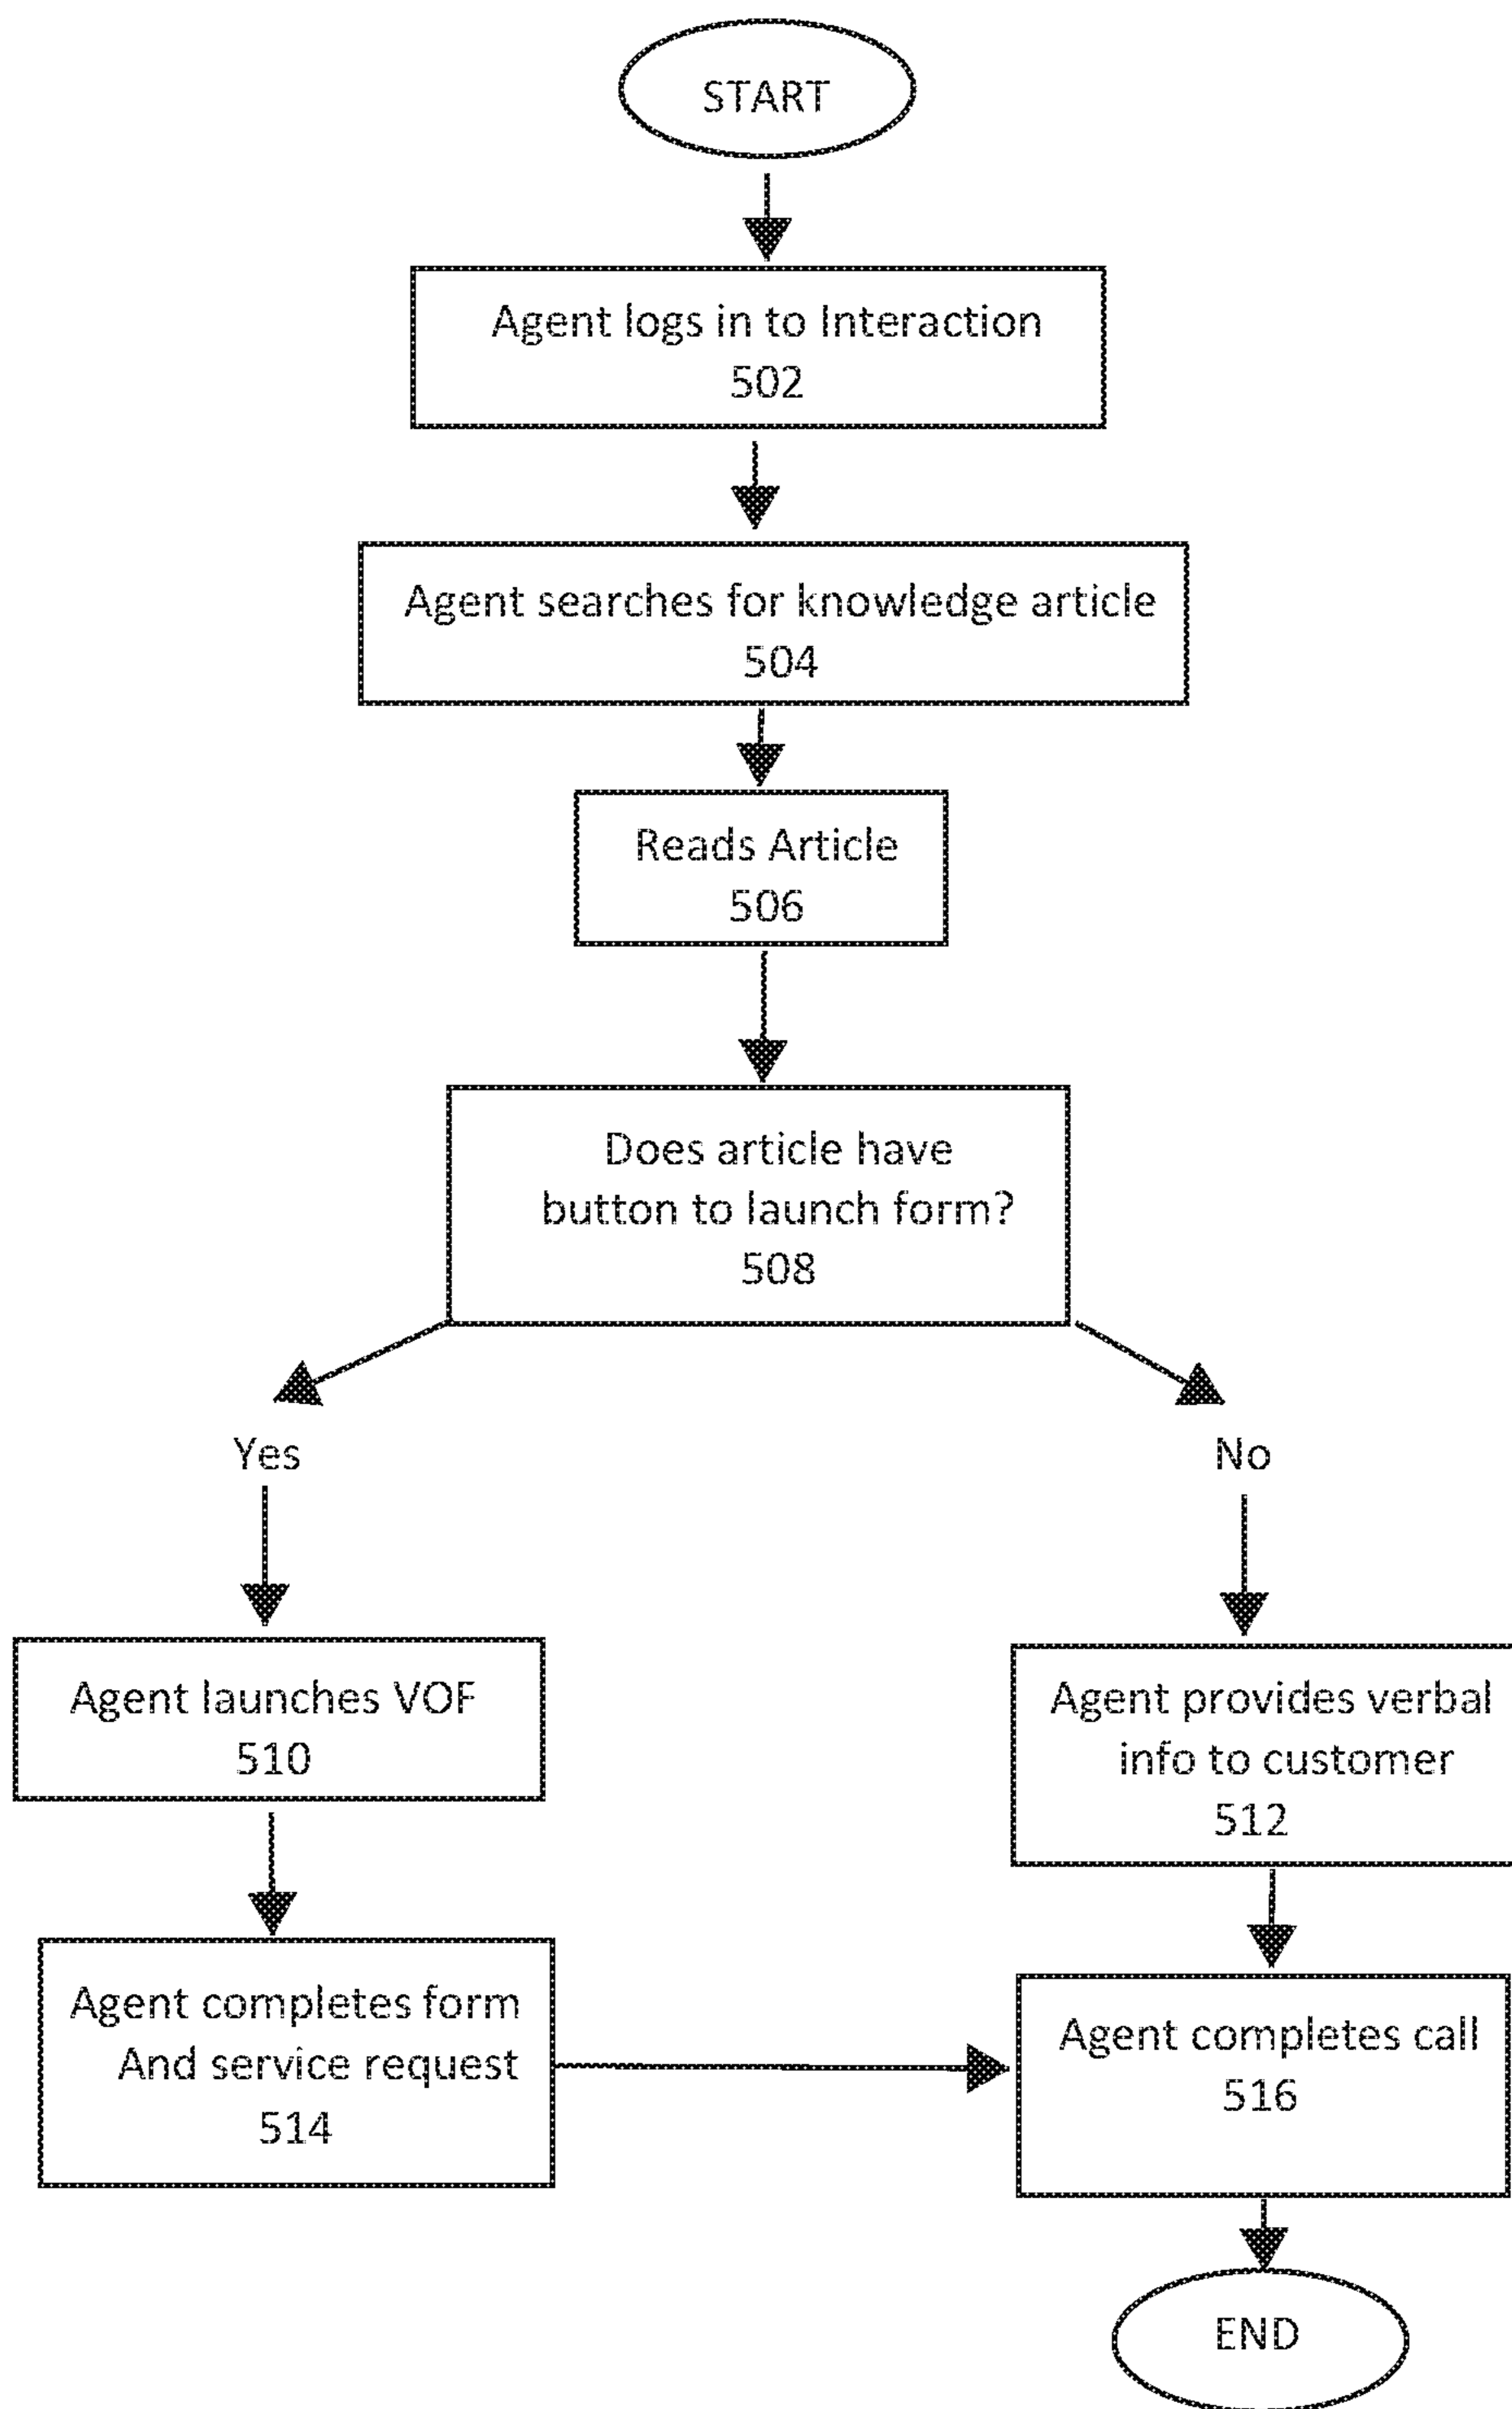 START
Agent logs in to Interaction
502
Agent searches for knowledge article
504
Reads Article
506
Does article have
button to launch form?
508
Yes
No
Agent launches VOF
510
Agent provides verbal
info to customer
512
Agent completes form
And service request
514
Agent completes call
516
END